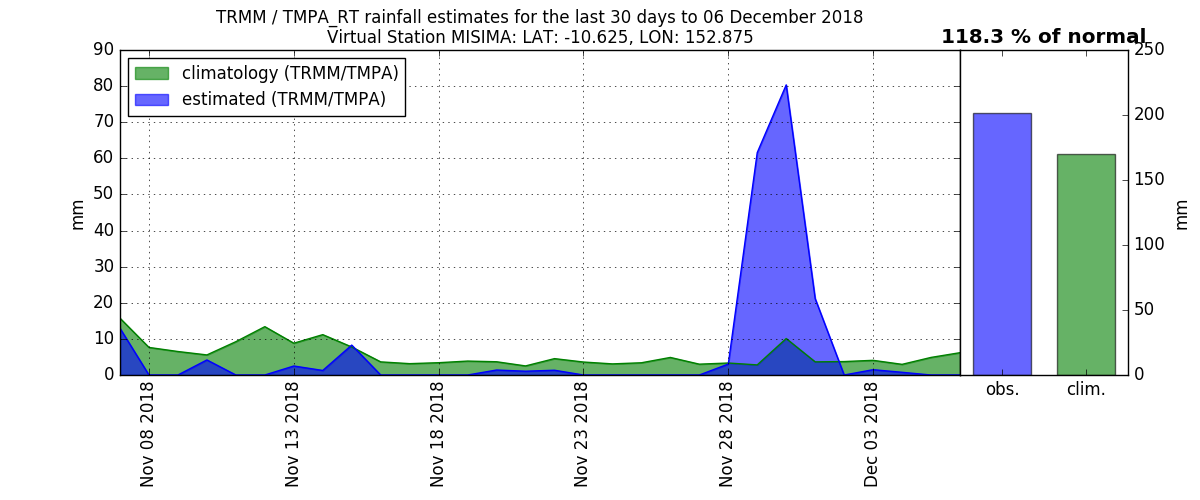 TRMM / TMPA_RT rainfall estimates for the last 30 days to 06 December 2018
Virtual Station MISIMA: LAT: -10.625, LON: 152.875
118.3 % of normal
climatology (TRMM/TMPA)
estimated (TRMM/TMPA)
90
80
70
60
50
40
30
20
10
0
mm
Nov 08 2018
Nov 13 2018
Nov 18 2018
Nov 23 2018
Nov 28 2018
Dec 03 2018
obs.
clim.
250
200
150
100
50
0
mm